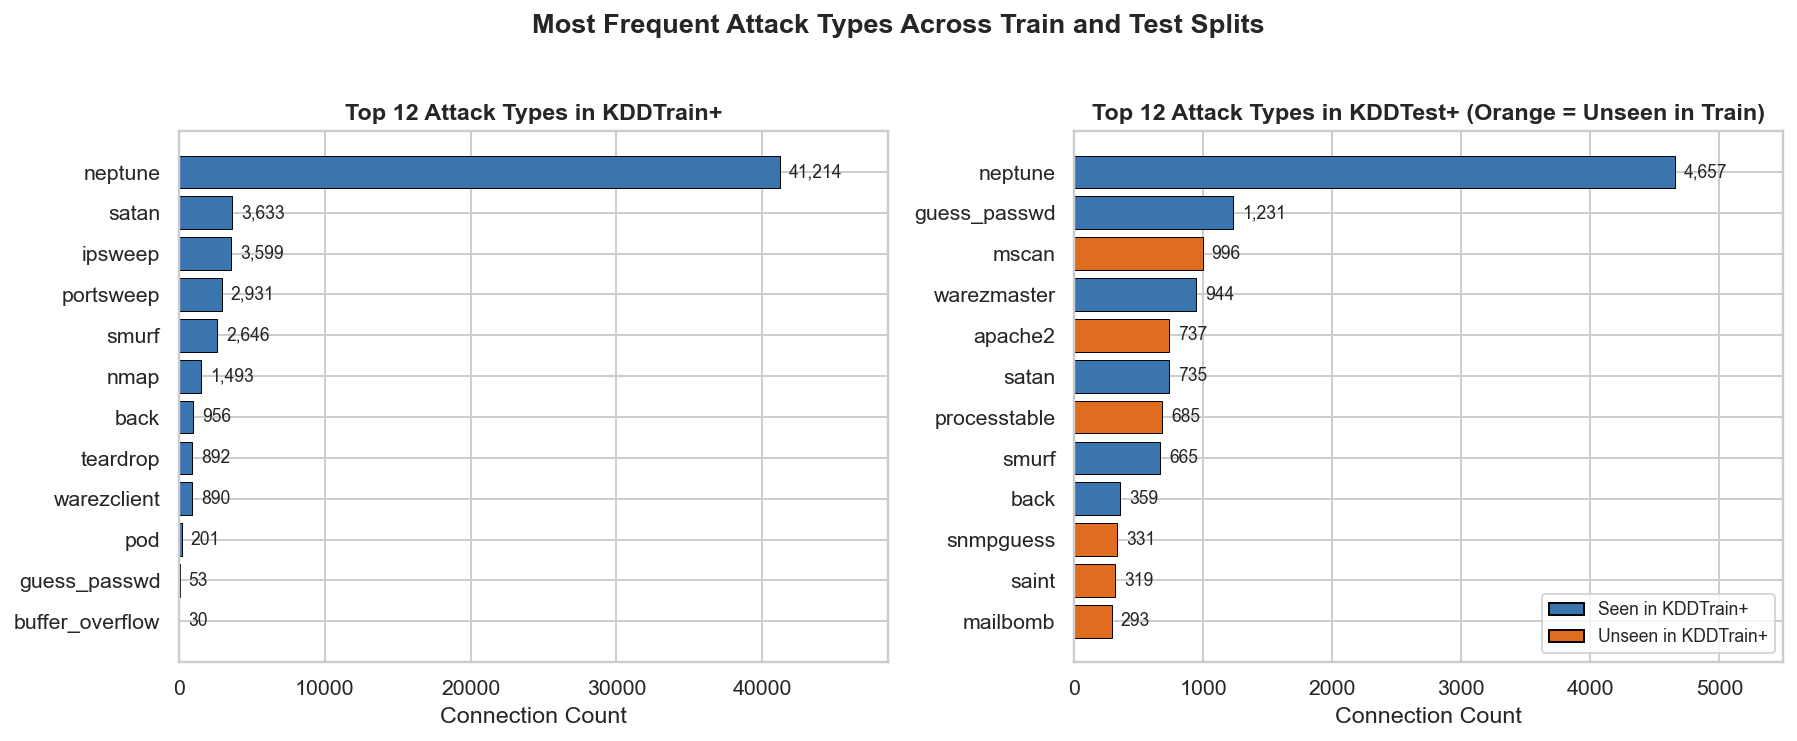 Most Frequent Attack Types Across Train and Test Splits
Top 12 Attack Types in KDDTrain+
neptune 41,214
satan 3,633
ipsweep 3,599
portsweep 2,931
smurf 2,646
nmap 1,493
back 956
teardrop 892
warezclient 890
pod 201
guess_passwd 53
buffer_overflow 30
0 10000 20000 30000 40000
Connection Count
Top 12 Attack Types in KDDTest+ (Orange = Unseen in Train)
neptune 4,657
guess_passwd 1,231
mscan 996
warezmaster 944
apache2 737
satan 735
processtable 685
smurf 665
back 359
snmpguess 331
saint 319
mailbomb 293
Seen in KDDTrain+
Unseen in KDDTrain+
0 1000 2000 3000 4000 5000
Connection Count